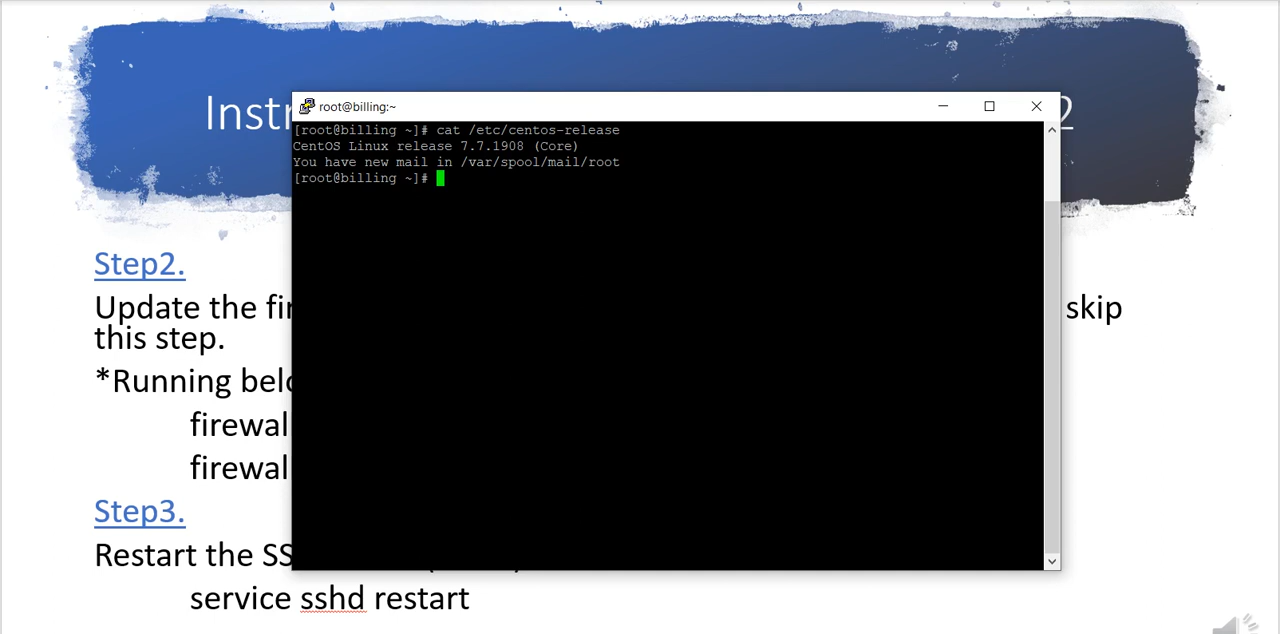 Instr 2
root@billing:~
[root@billing ~]# cat /etc/centos-release
CentOS Linux release 7.7.1908 (Core)
You have new mail in /var/spool/mail/root
[root@billing ~]#
Step2.
Update the fir skip
this step.
*Running belo
firewal
firewal
Step3.
Restart the SS
service sshd restart